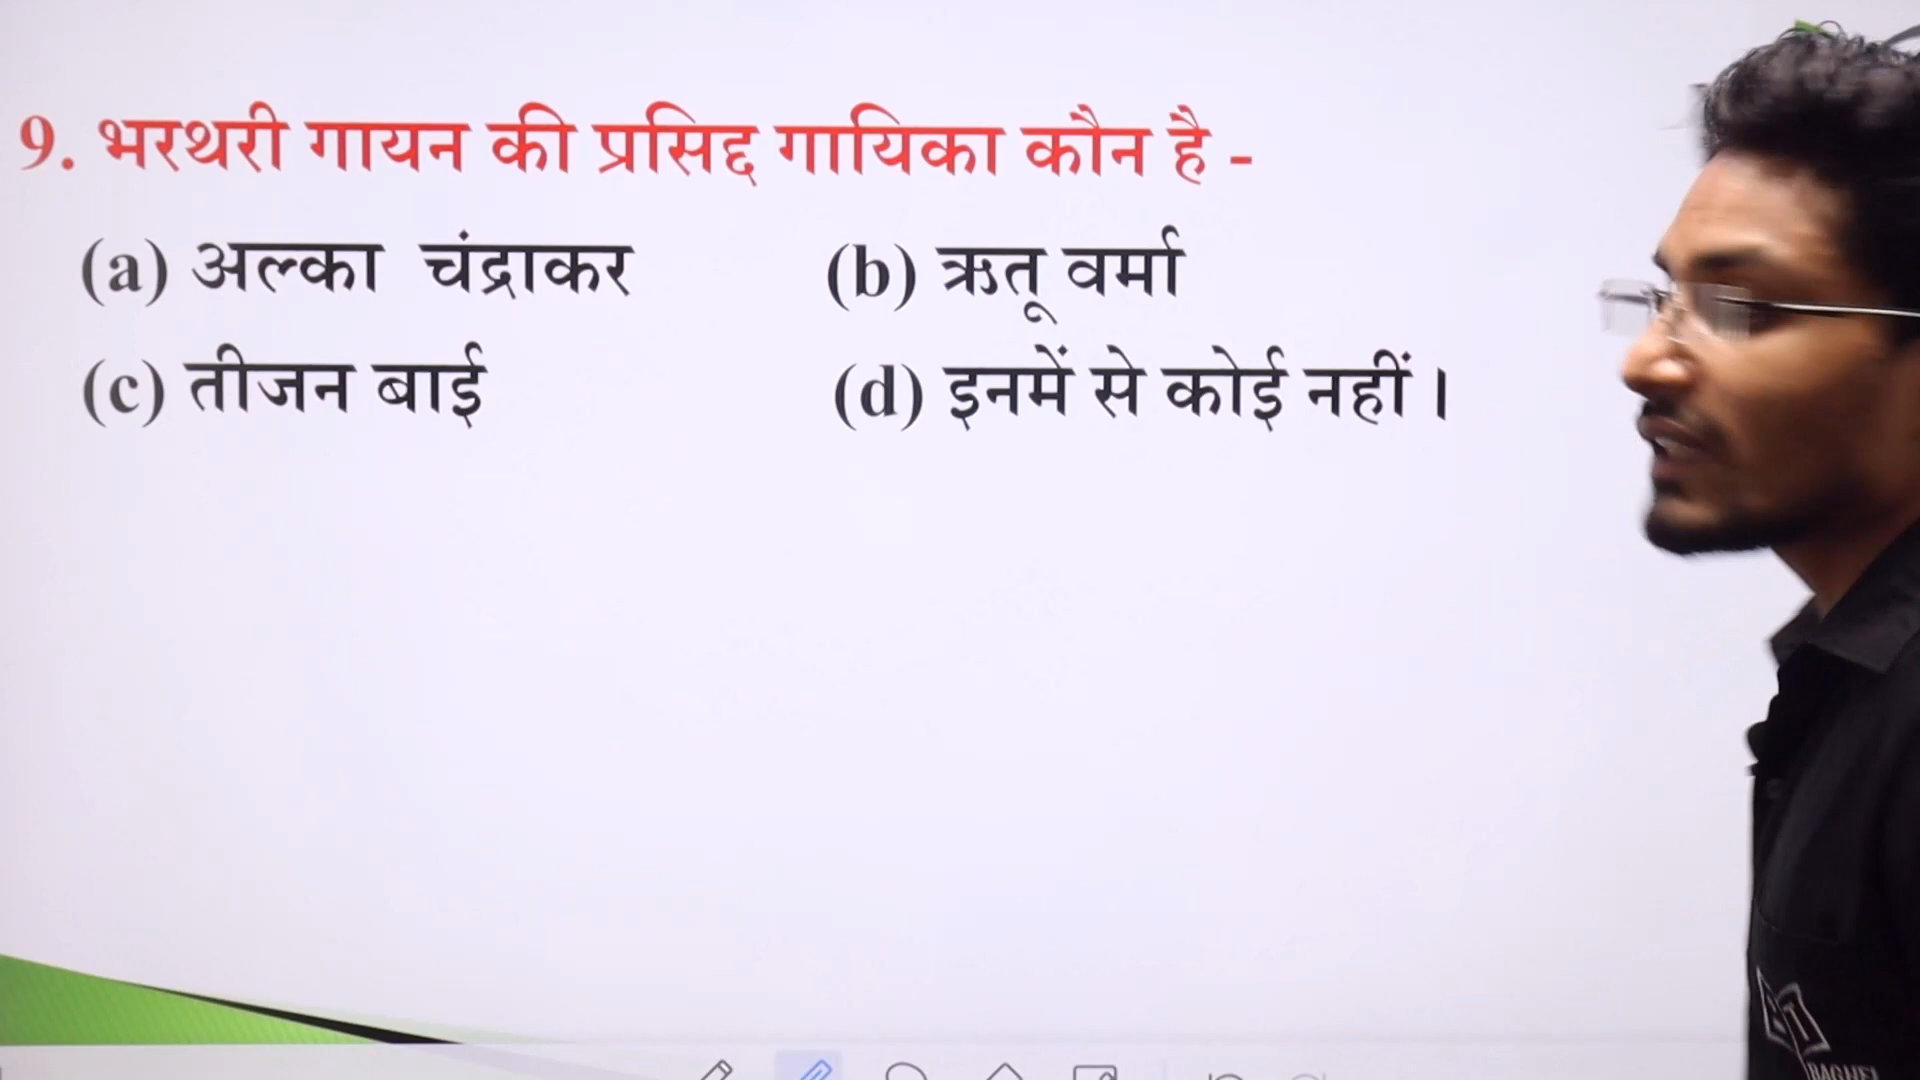 9. भरथरी गायन की प्रसिद्द गायिका कौन है -
(a) अल्का चंद्राकर (b) ऋतू वर्मा
(c) तीजन बाई (d) इनमें से कोई नहीं।